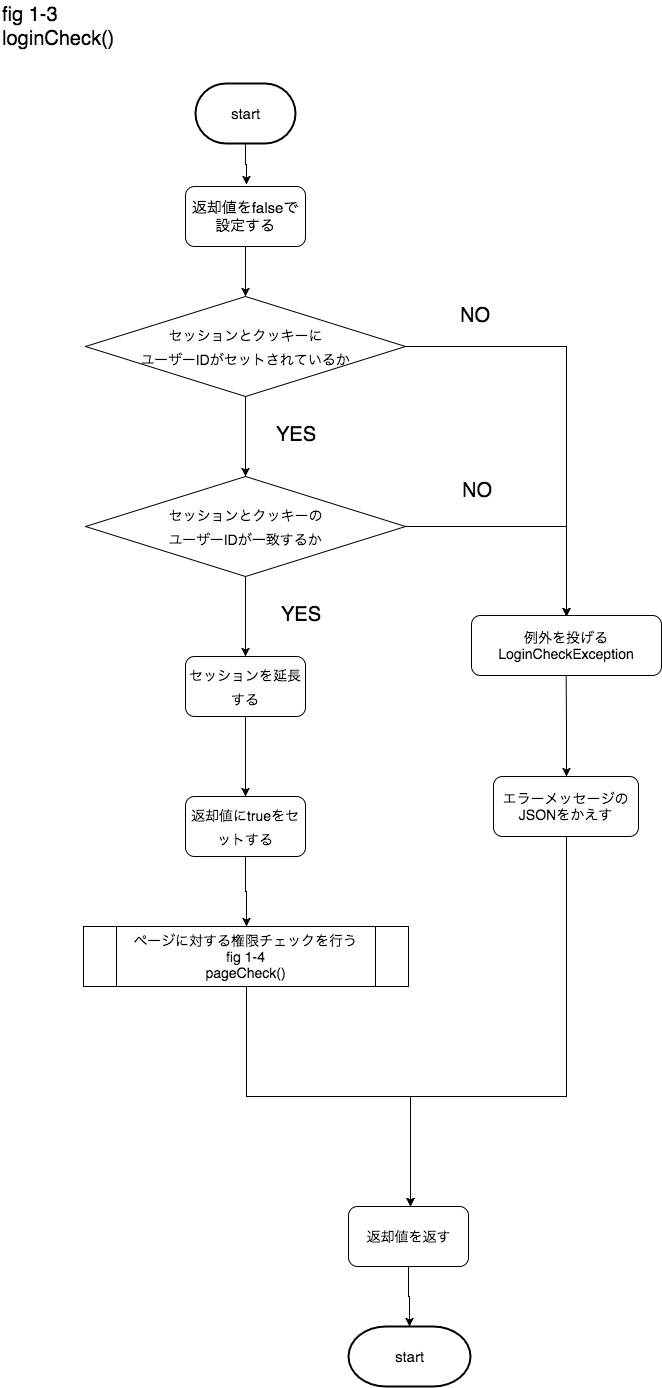 fig 1-3
loginCheck()
start
返却値をfalseで
設定する
セッションとクッキーに
ユーザーIDがセットされているか
NO
YES
セッションとクッキーの
ユーザーIDが一致するか
NO
YES
セッションを延長
する
例外を投げる
LoginCheckException
返却値にtrueをセ
ットする
エラーメッセージの
JSONをかえす
ページに対する権限チェックを行う
fig 1-4
pageCheck()
返却値を返す
start